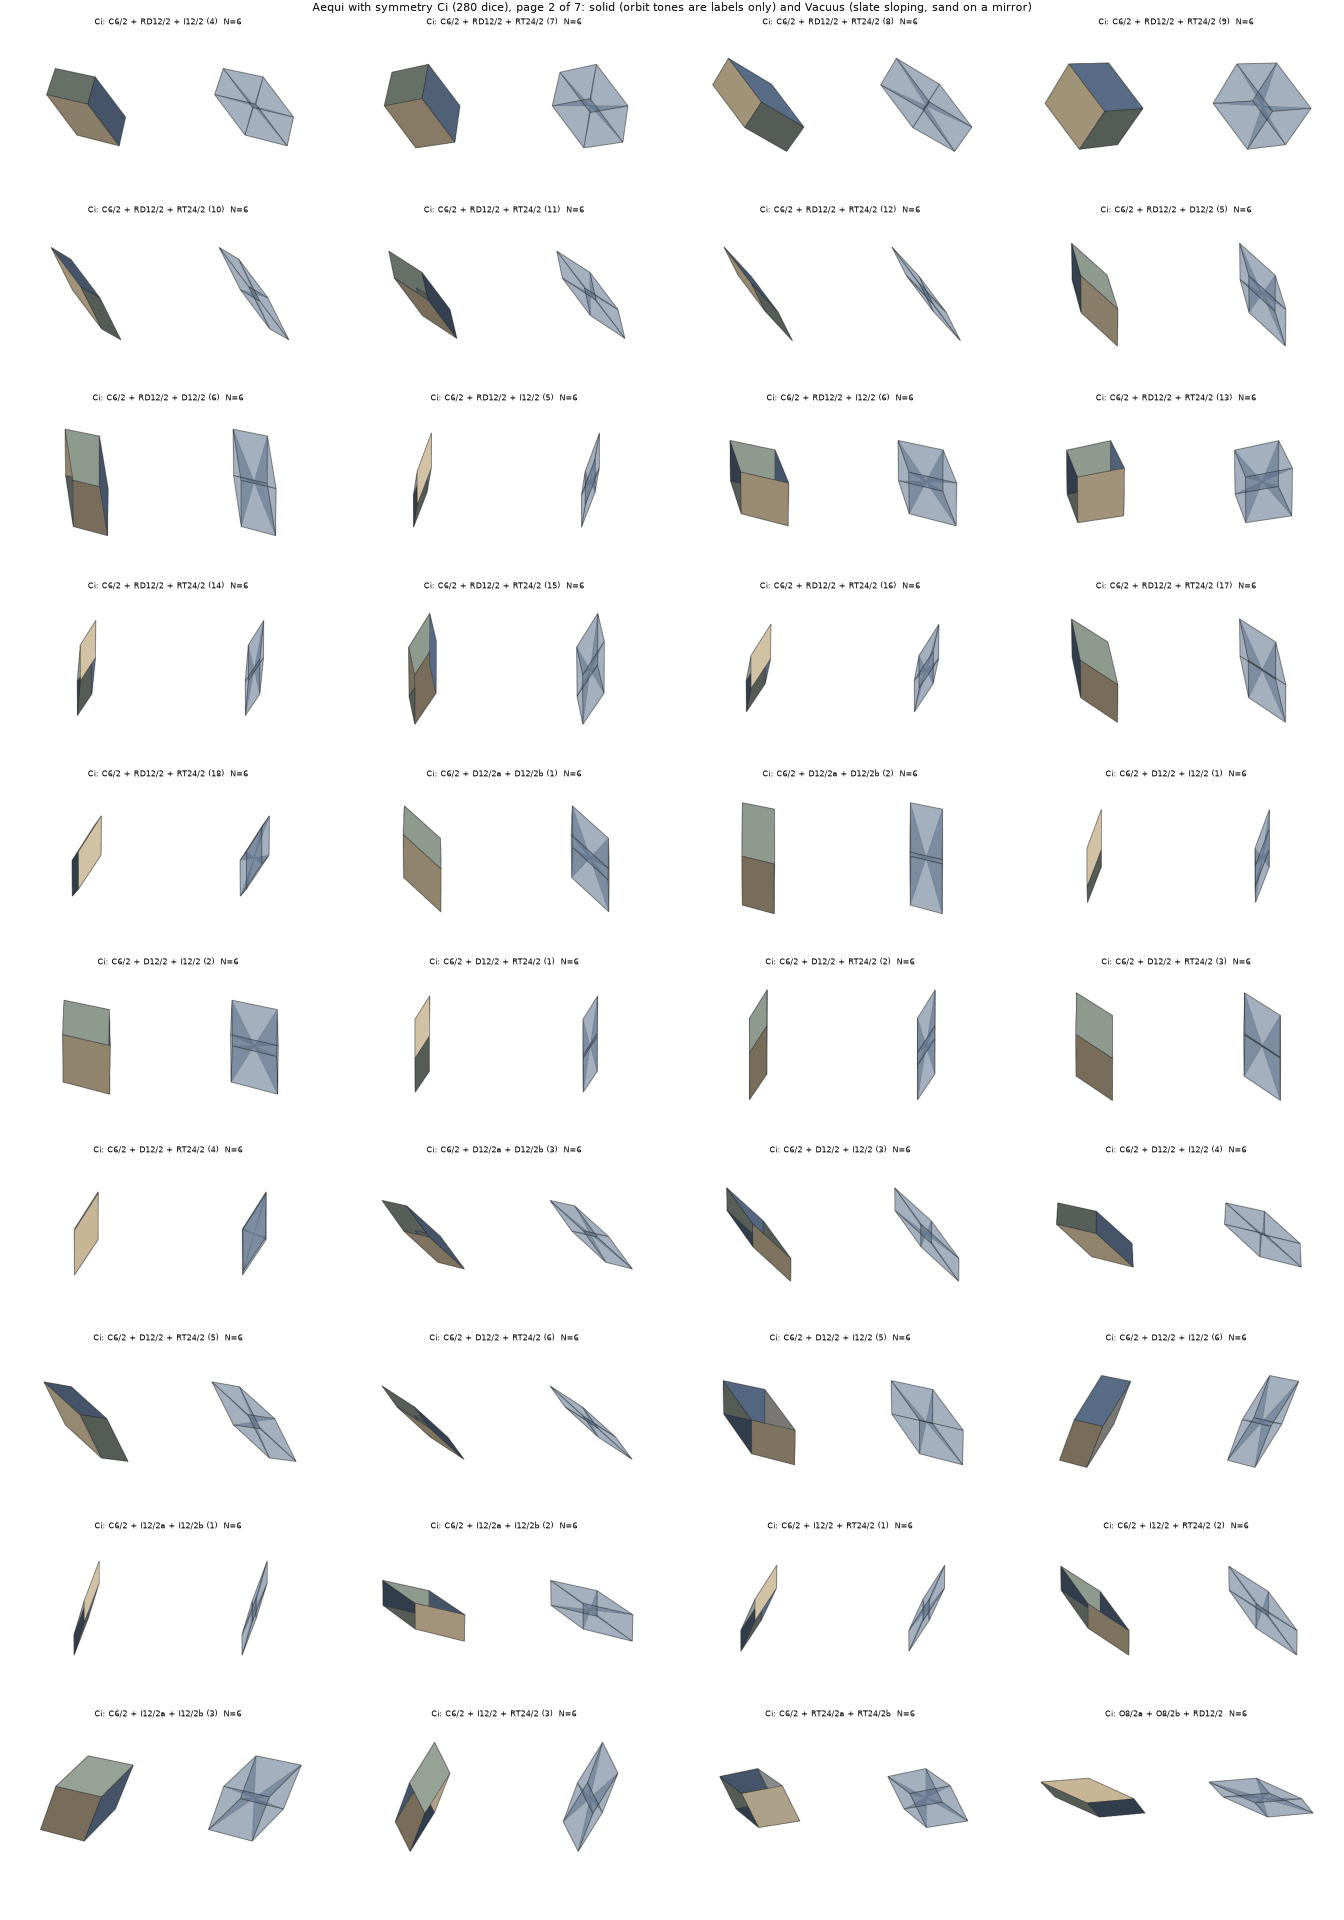 Aequi with symmetry Ci (280 dice), page 2 of 7: solid (orbit tones are labels only) and Vacuus (slate sloping, sand on a mirror)
Ci: C6/2 + RD12/2 + I12/2 (4)  N=6
Ci: C6/2 + RD12/2 + RT24/2 (7)  N=6
Ci: C6/2 + RD12/2 + RT24/2 (8)  N=6
Ci: C6/2 + RD12/2 + RT24/2 (9)  N=6
Ci: C6/2 + RD12/2 + RT24/2 (10)  N=6
Ci: C6/2 + RD12/2 + RT24/2 (11)  N=6
Ci: C6/2 + RD12/2 + RT24/2 (12)  N=6
Ci: C6/2 + RD12/2 + D12/2 (5)  N=6
Ci: C6/2 + RD12/2 + D12/2 (6)  N=6
Ci: C6/2 + RD12/2 + I12/2 (5)  N=6
Ci: C6/2 + RD12/2 + I12/2 (6)  N=6
Ci: C6/2 + RD12/2 + RT24/2 (13)  N=6
Ci: C6/2 + RD12/2 + RT24/2 (14)  N=6
Ci: C6/2 + RD12/2 + RT24/2 (15)  N=6
Ci: C6/2 + RD12/2 + RT24/2 (16)  N=6
Ci: C6/2 + RD12/2 + RT24/2 (17)  N=6
Ci: C6/2 + RD12/2 + RT24/2 (18)  N=6
Ci: C6/2 + D12/2a + D12/2b (1)  N=6
Ci: C6/2 + D12/2a + D12/2b (2)  N=6
Ci: C6/2 + D12/2 + I12/2 (1)  N=6
Ci: C6/2 + D12/2 + I12/2 (2)  N=6
Ci: C6/2 + D12/2 + RT24/2 (1)  N=6
Ci: C6/2 + D12/2 + RT24/2 (2)  N=6
Ci: C6/2 + D12/2 + RT24/2 (3)  N=6
Ci: C6/2 + D12/2 + RT24/2 (4)  N=6
Ci: C6/2 + D12/2a + D12/2b (3)  N=6
Ci: C6/2 + D12/2 + I12/2 (3)  N=6
Ci: C6/2 + D12/2 + I12/2 (4)  N=6
Ci: C6/2 + D12/2 + RT24/2 (5)  N=6
Ci: C6/2 + D12/2 + RT24/2 (6)  N=6
Ci: C6/2 + D12/2 + I12/2 (5)  N=6
Ci: C6/2 + D12/2 + I12/2 (6)  N=6
Ci: C6/2 + I12/2a + I12/2b (1)  N=6
Ci: C6/2 + I12/2a + I12/2b (2)  N=6
Ci: C6/2 + I12/2 + RT24/2 (1)  N=6
Ci: C6/2 + I12/2 + RT24/2 (2)  N=6
Ci: C6/2 + I12/2a + I12/2b (3)  N=6
Ci: C6/2 + I12/2 + RT24/2 (3)  N=6
Ci: C6/2 + RT24/2a + RT24/2b  N=6
Ci: O8/2a + O8/2b + RD12/2  N=6